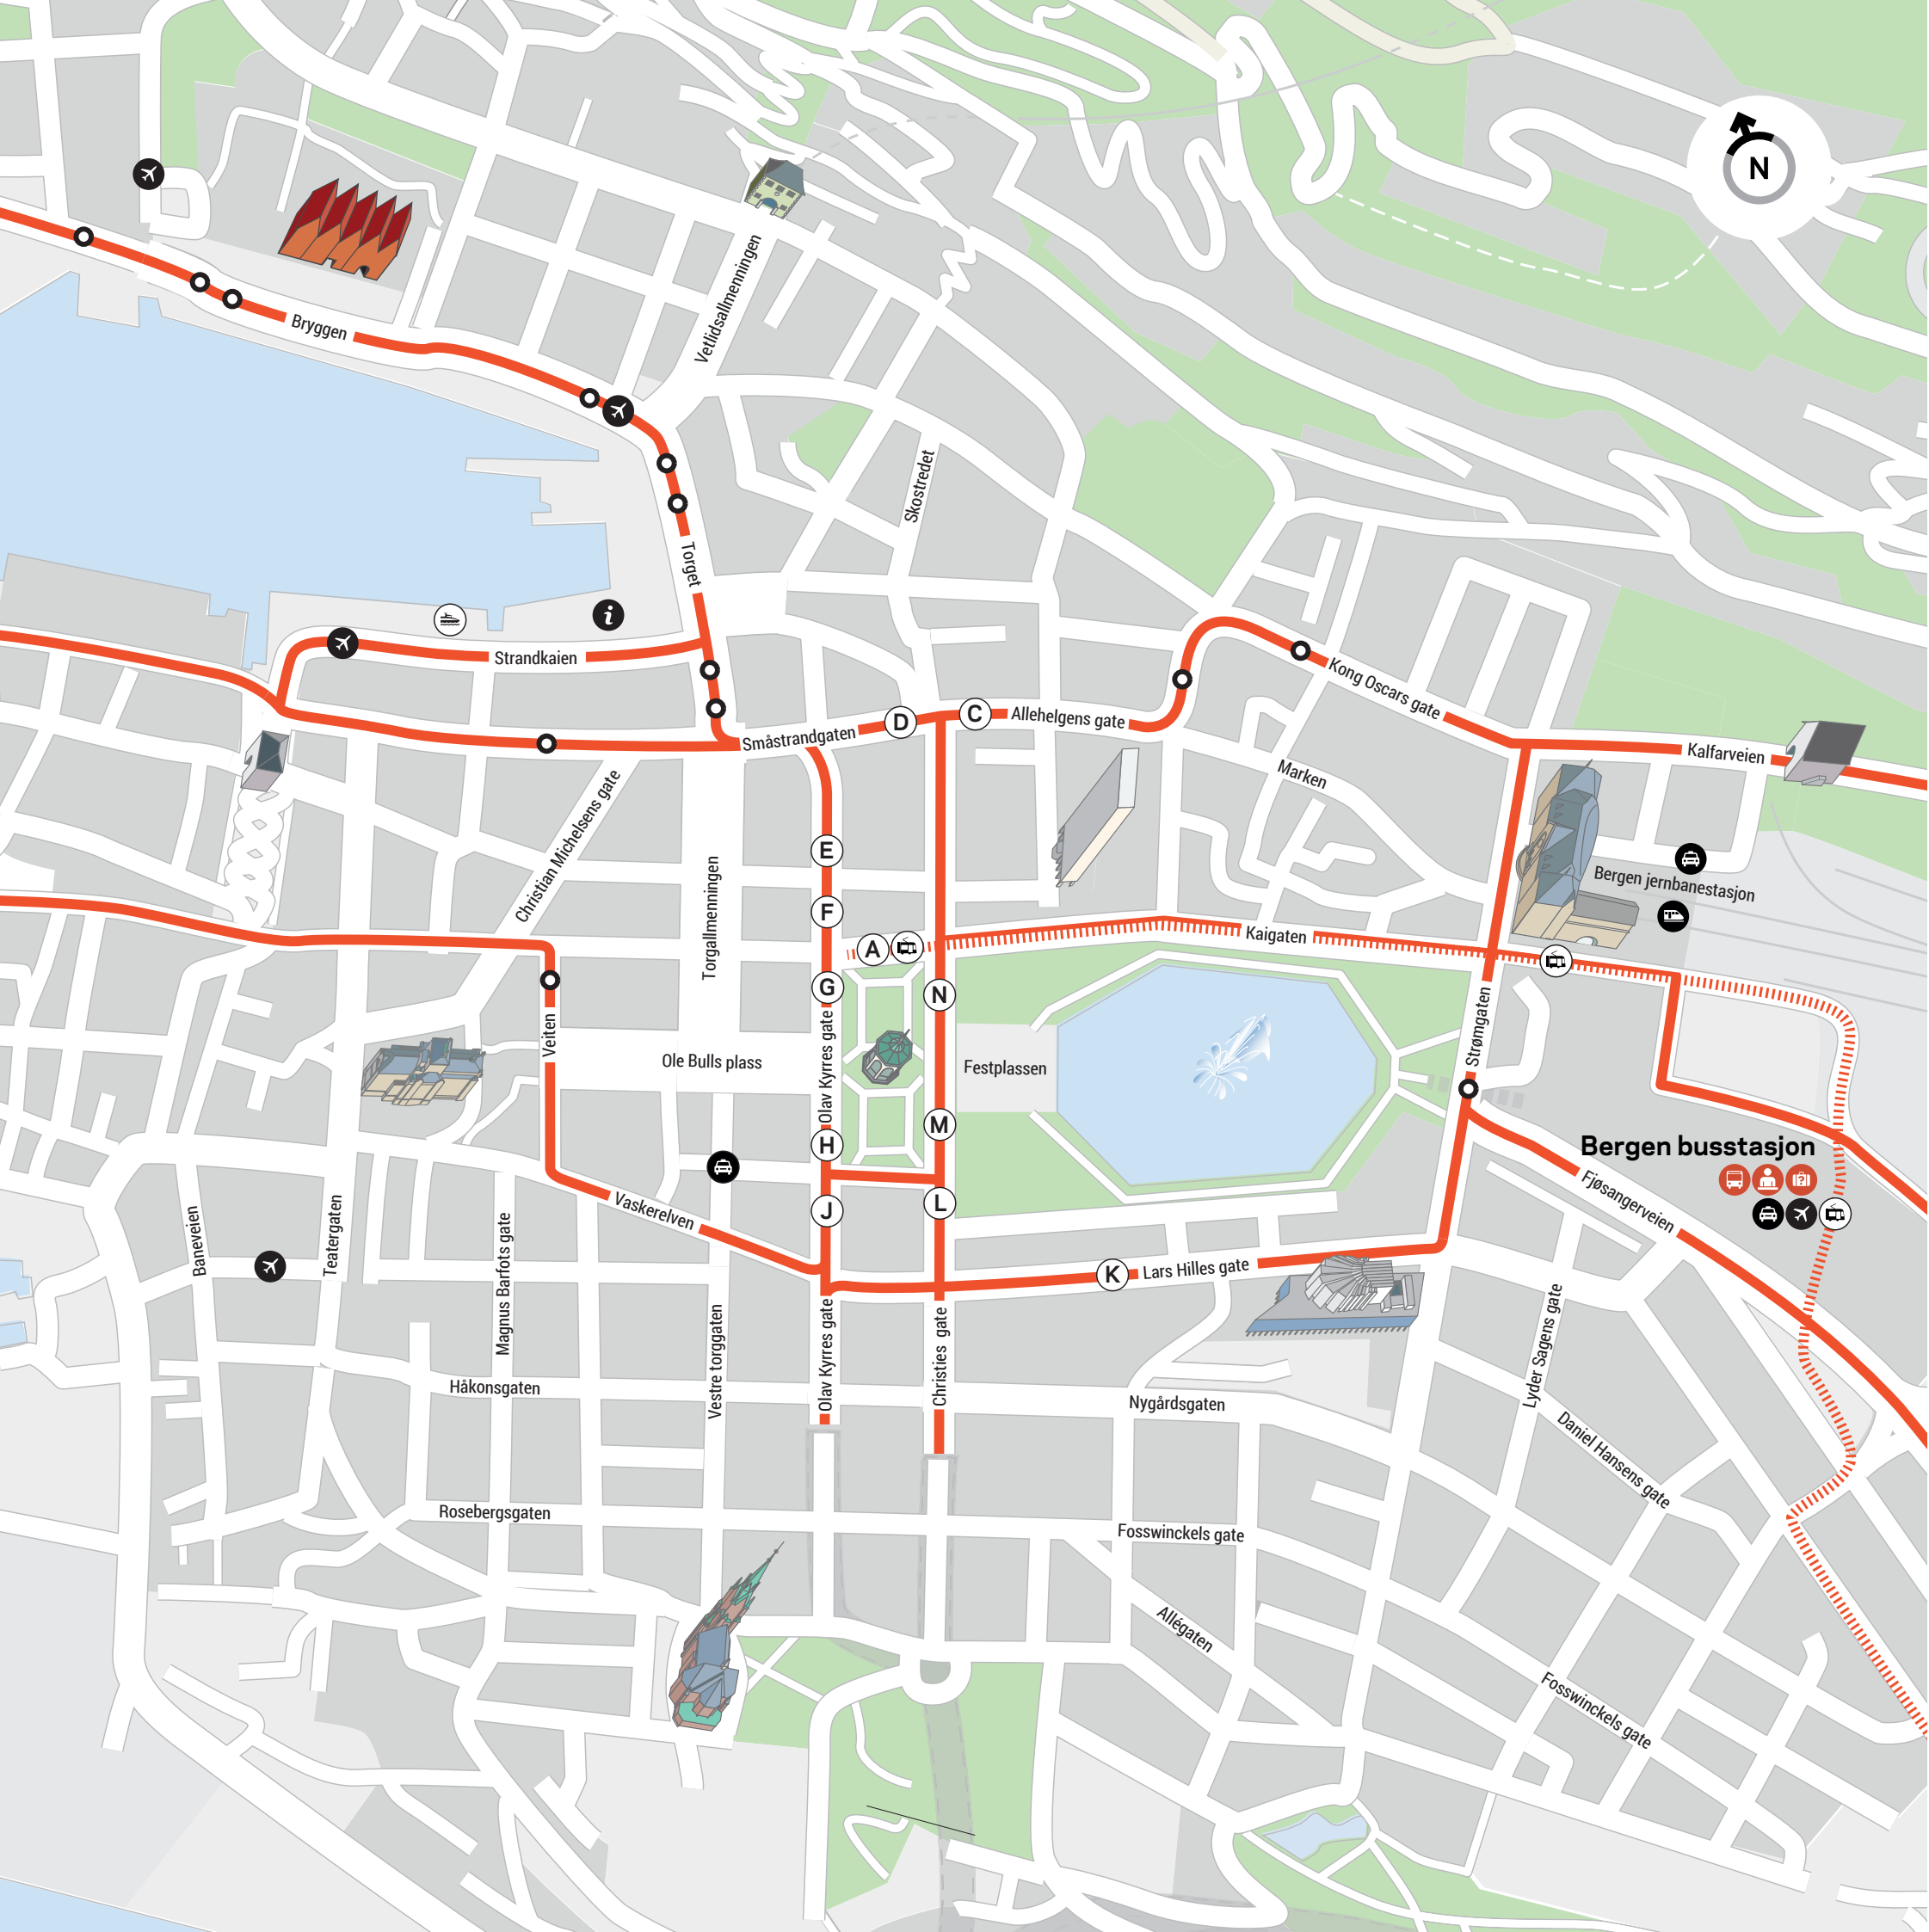 N
Bryggen
Vetlidsallmenningen
Skostredet
Torget
Strandkaien
Småstrandgaten
D
C
Allehelgens gate
Kong Oscars gate
Kalfarveien
Marken
Christian Michelsens gate
Torgallmenningen
E
F
A
Kaigaten
Bergen jernbanestasjon
G
N
Veiten
Olav Kyrres gate
Ole Bulls plass
Festplassen
Strømgaten
H
M
Bergen busstasjon
J
L
Vaskerelven
Fjøsangerveien
Baneveien
Teatergaten
Magnus Barfots gate
K
Lars Hilles gate
Vestre torggaten
Olav Kyrres gate
Christies gate
Lyder Sagens gate
Håkonsgaten
Nygårdsgaten
Daniel Hansens gate
Rosebergsgaten
Fosswinckels gate
Allégaten
Fosswinckels gate